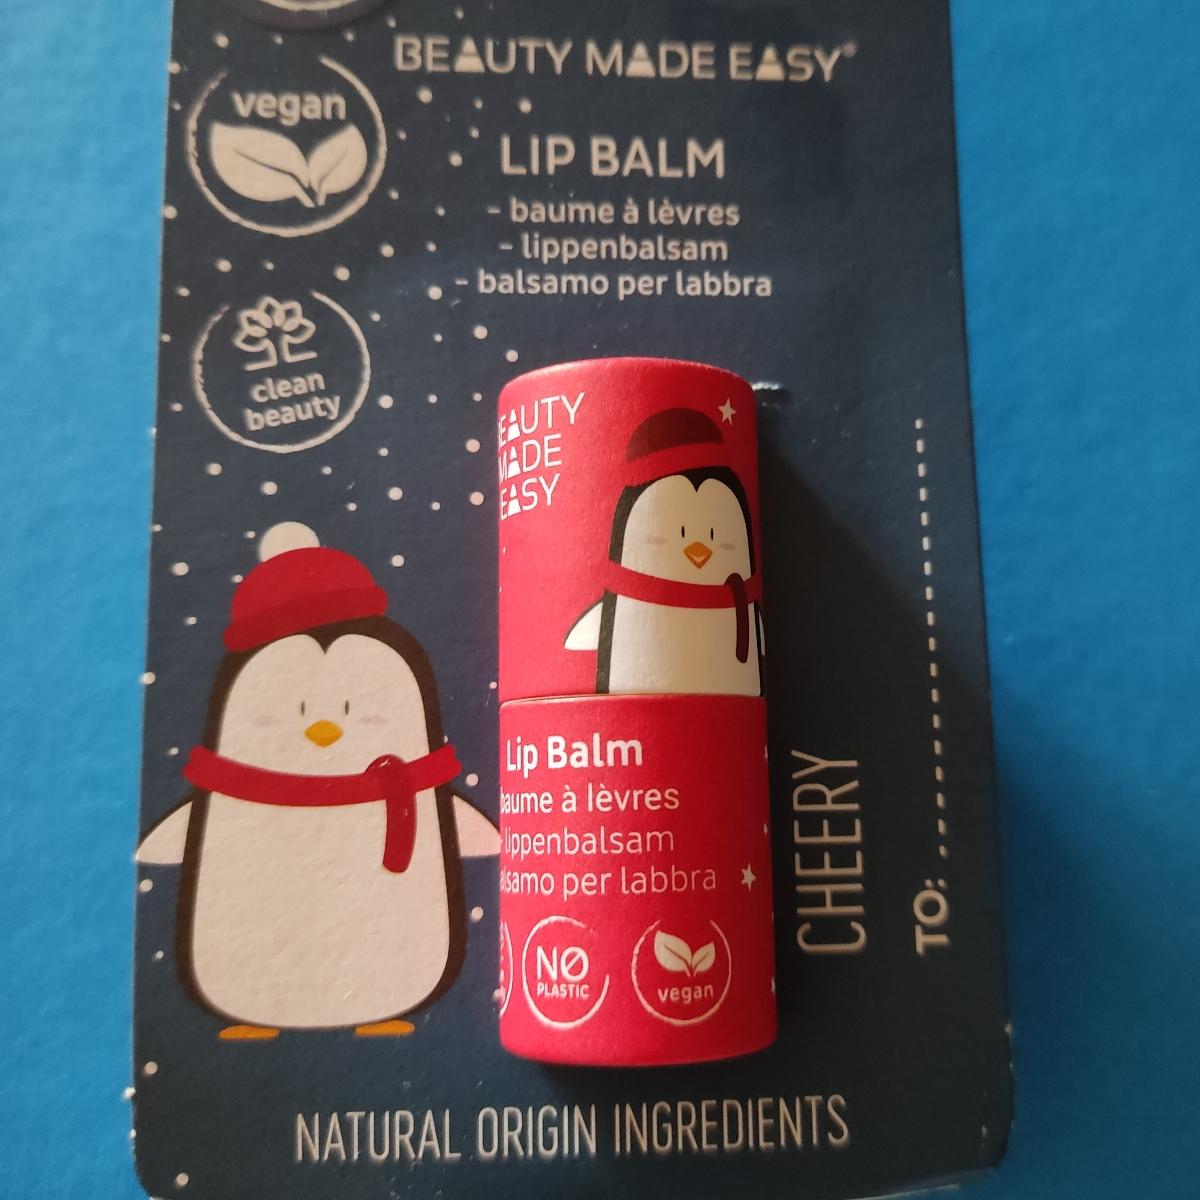 BEAUTY MADE EASY®
vegan
LIP BALM
- baume à lèvres
- lippenbalsam
- balsamo per labbra
clean
beauty
BEAUTY
MADE
EASY
Lip Balm
baume à lèvres
lippenbalsam
balsamo per labbra
NO
PLASTIC
vegan
CHEERY
TO:
NATURAL ORIGIN INGREDIENTS